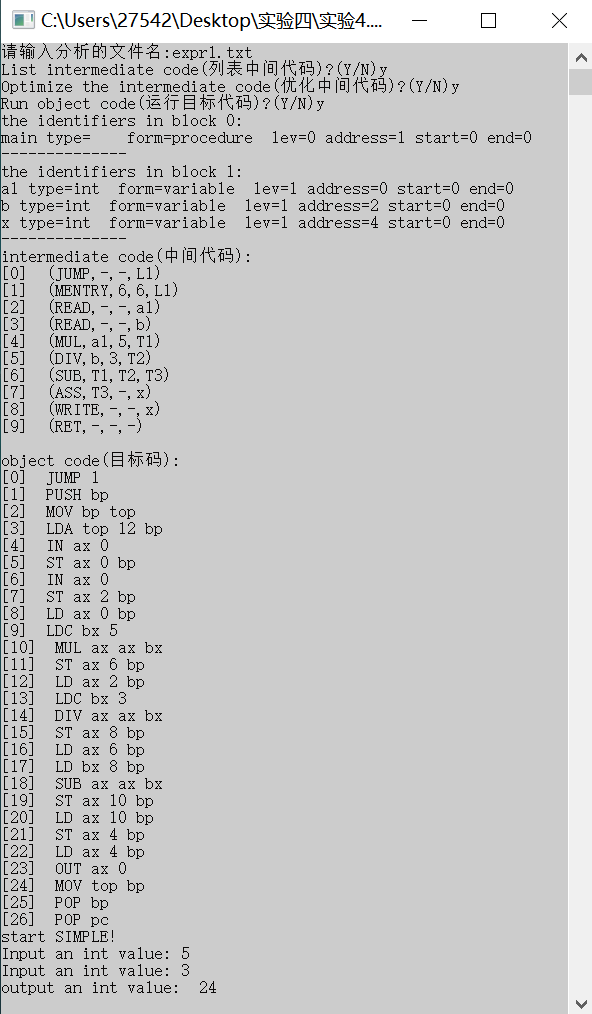 C:\Users\27542\Desktop\实验四\实验4....
请输入分析的文件名:expr1.txt
List intermediate code(列表中间代码)?(Y/N)y
Optimize the intermediate code(优化中间代码)?(Y/N)y
Run object code(运行目标代码)?(Y/N)y
the identifiers in block 0:
main type=    form=procedure  lev=0 address=1 start=0 end=0
--------------
the identifiers in block 1:
a1 type=int  form=variable  lev=1 address=0 start=0 end=0
b type=int  form=variable  lev=1 address=2 start=0 end=0
x type=int  form=variable  lev=1 address=4 start=0 end=0
--------------
intermediate code(中间代码):
[0]  (JUMP,-,-,L1)
[1]  (MENTRY,6,6,L1)
[2]  (READ,-,-,a1)
[3]  (READ,-,-,b)
[4]  (MUL,a1,5,T1)
[5]  (DIV,b,3,T2)
[6]  (SUB,T1,T2,T3)
[7]  (ASS,T3,-,x)
[8]  (WRITE,-,-,x)
[9]  (RET,-,-,-)
object code(目标码):
[0]  JUMP 1
[1]  PUSH bp
[2]  MOV bp top
[3]  LDA top 12 bp
[4]  IN ax 0
[5]  ST ax 0 bp
[6]  IN ax 0
[7]  ST ax 2 bp
[8]  LD ax 0 bp
[9]  LDC bx 5
[10]  MUL ax ax bx
[11]  ST ax 6 bp
[12]  LD ax 2 bp
[13]  LDC bx 3
[14]  DIV ax ax bx
[15]  ST ax 8 bp
[16]  LD ax 6 bp
[17]  LD bx 8 bp
[18]  SUB ax ax bx
[19]  ST ax 10 bp
[20]  LD ax 10 bp
[21]  ST ax 4 bp
[22]  LD ax 4 bp
[23]  OUT ax 0
[24]  MOV top bp
[25]  POP bp
[26]  POP pc
start SIMPLE!
Input an int value: 5
Input an int value: 3
output an int value:  24